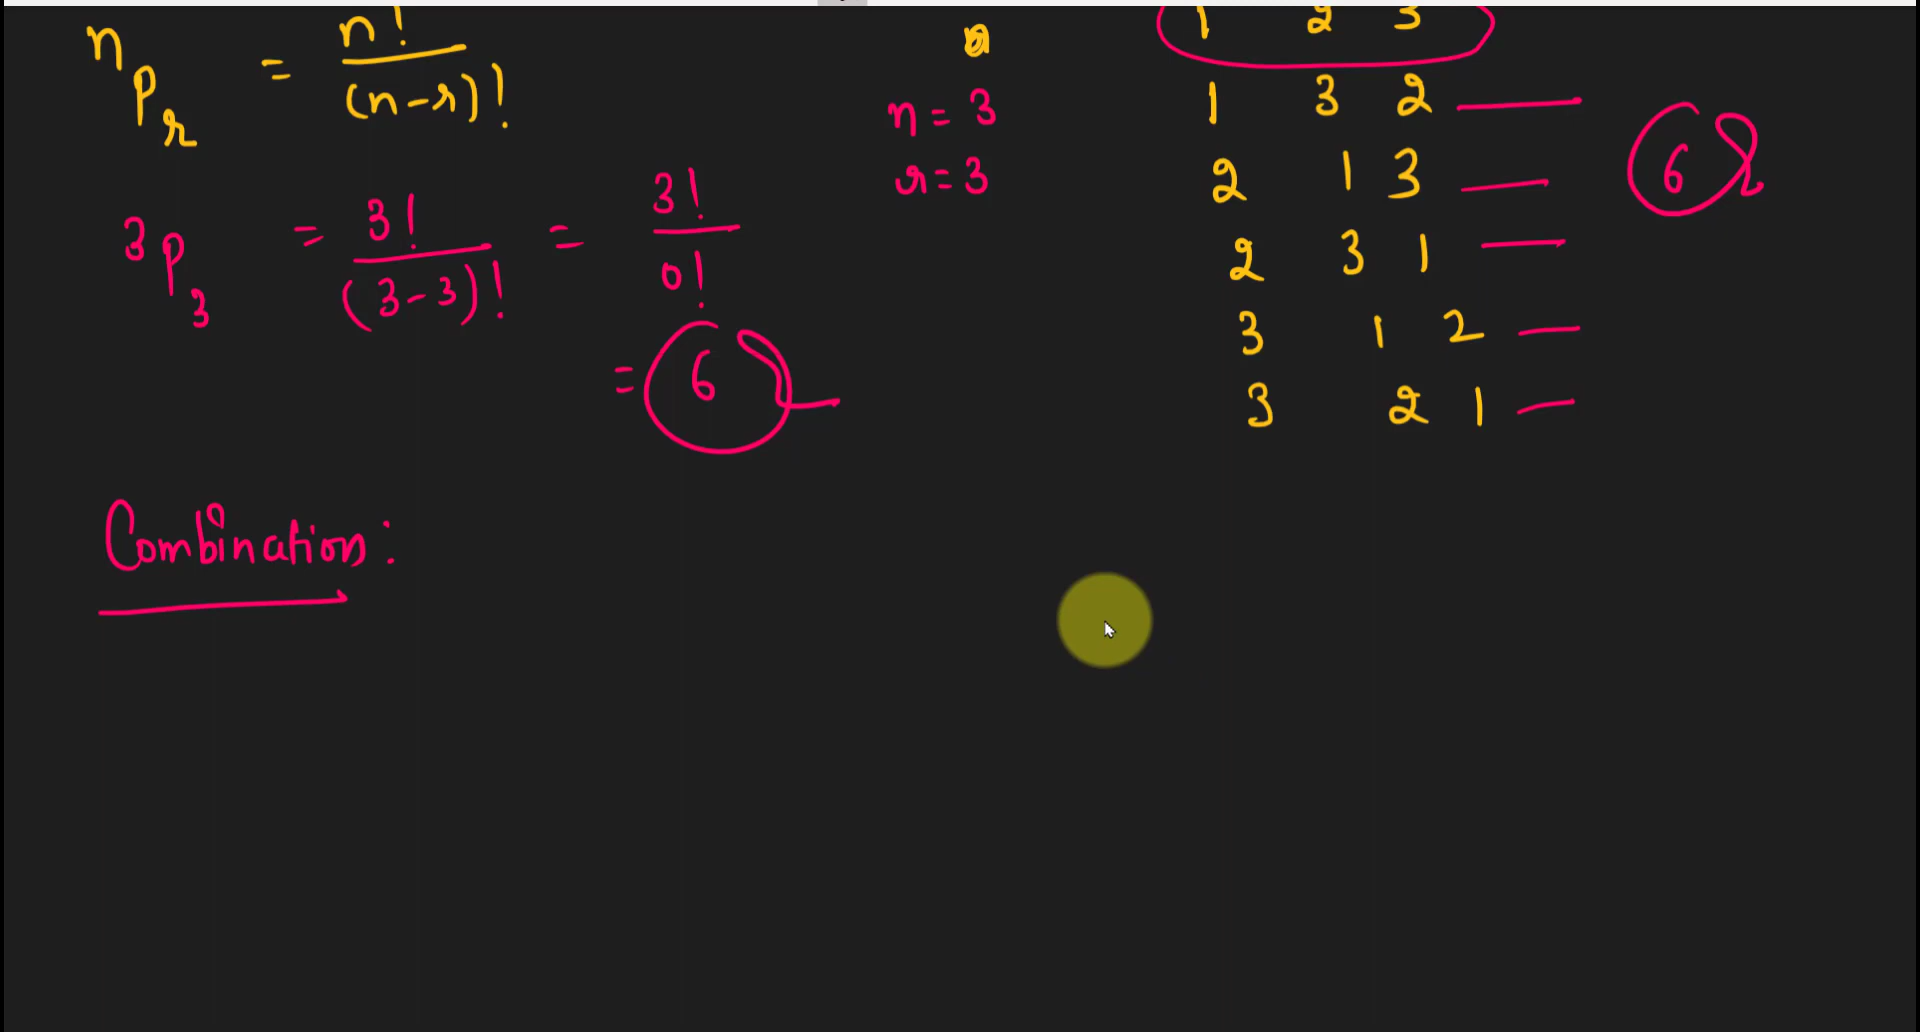 nPr = n! / (n-r)!
n = 3
r = 3
3P3 = 3! / (3-3)! = 3! / 0!
= 6
1 2 3
1 3 2
2 1 3
2 3 1
3 1 2
3 2 1
6
Combination: